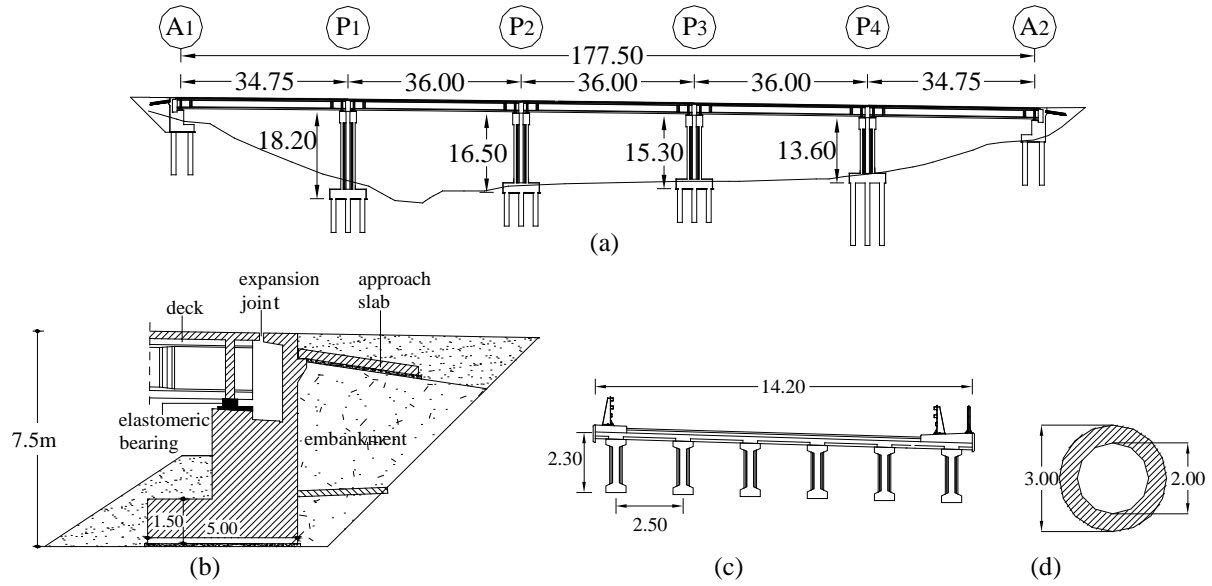 A1 P1 P2 P3 P4 A2
177.50
34.75 36.00 36.00 36.00 34.75
18.20 16.50 15.30 13.60
(a)
expansion
joint
approach
slab
deck
elastomeric
bearing
embankment
7.5m
1.50
5.00
(b)
14.20
2.30
2.50
(c)
3.00
2.00
(d)